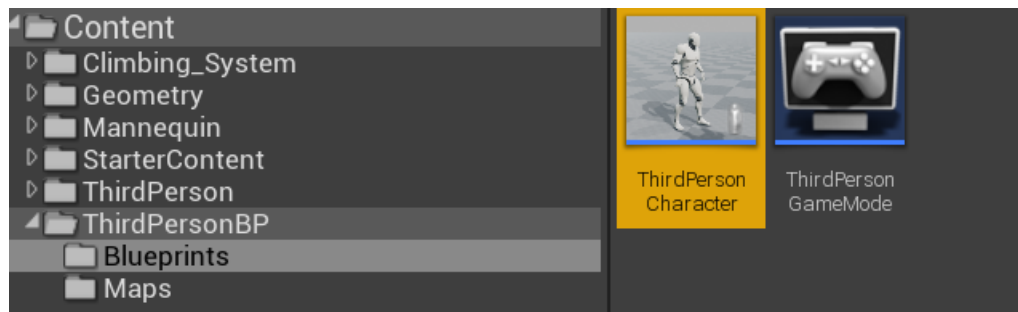 Content
Climbing_System
Geometry
Mannequin
StarterContent
ThirdPerson
ThirdPersonBP
Blueprints
Maps
ThirdPerson
Character
ThirdPerson
GameMode